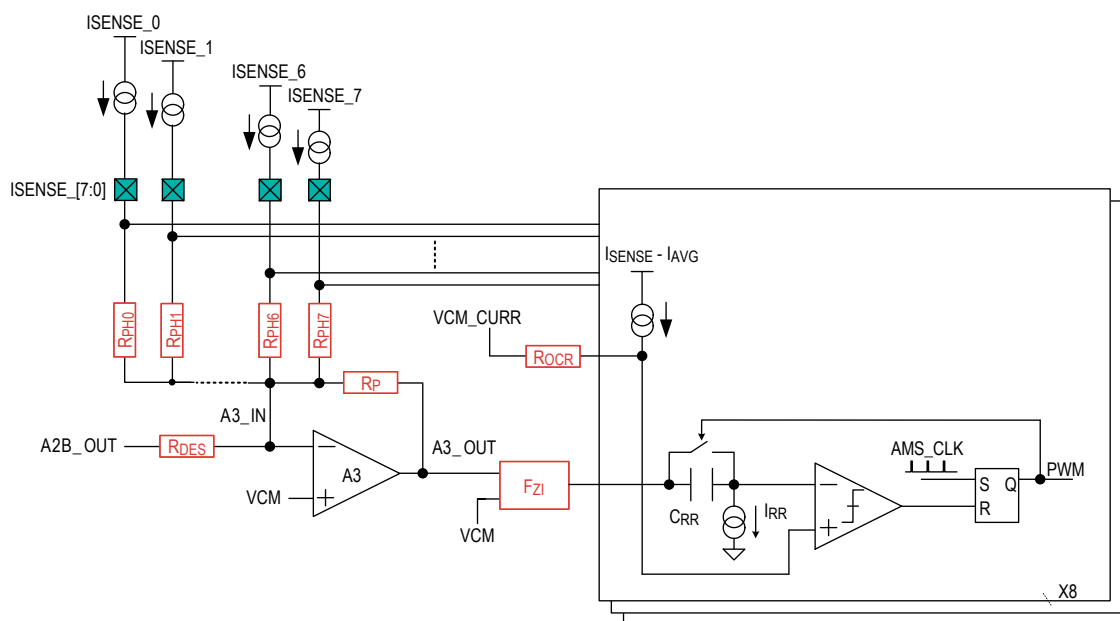 ISENSE_0
ISENSE_1
ISENSE_6
ISENSE_7
ISENSE_[7:0]
ISENSE - IAVG
VCM_CURR
ROCR
RPH0
RPH1
RPH6
RPH7
RP
A3_IN
A2B_OUT
RDES
A3_OUT
AMS_CLK
PWM
A3
S Q
R
FZI
VCM
CRR
IRR
VCM
X8